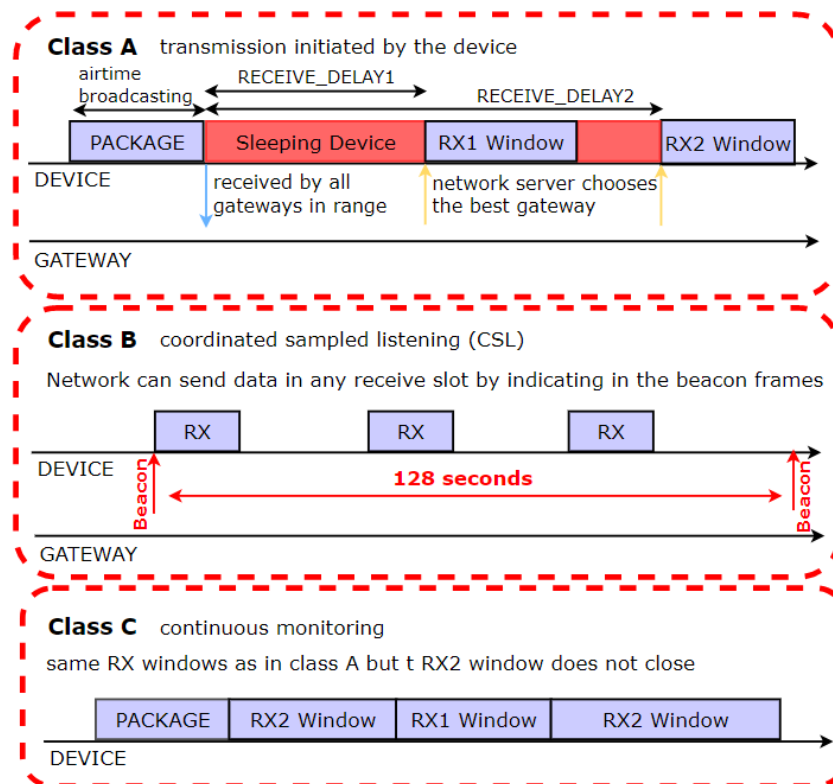 Class A transmission initiated by the device
airtime
broadcasting
RECEIVE_DELAY1
RECEIVE_DELAY2
PACKAGE
Sleeping Device
RX1 Window
RX2 Window
DEVICE
received by all
gateways in range
network server chooses
the best gateway
GATEWAY
Class B coordinated sampled listening (CSL)
Network can send data in any receive slot by indicating in the beacon frames
RX
RX
RX
DEVICE
Beacon
128 seconds
Beacon
GATEWAY
Class C continuous monitoring
same RX windows as in class A but t RX2 window does not close
PACKAGE
RX2 Window
RX1 Window
RX2 Window
DEVICE